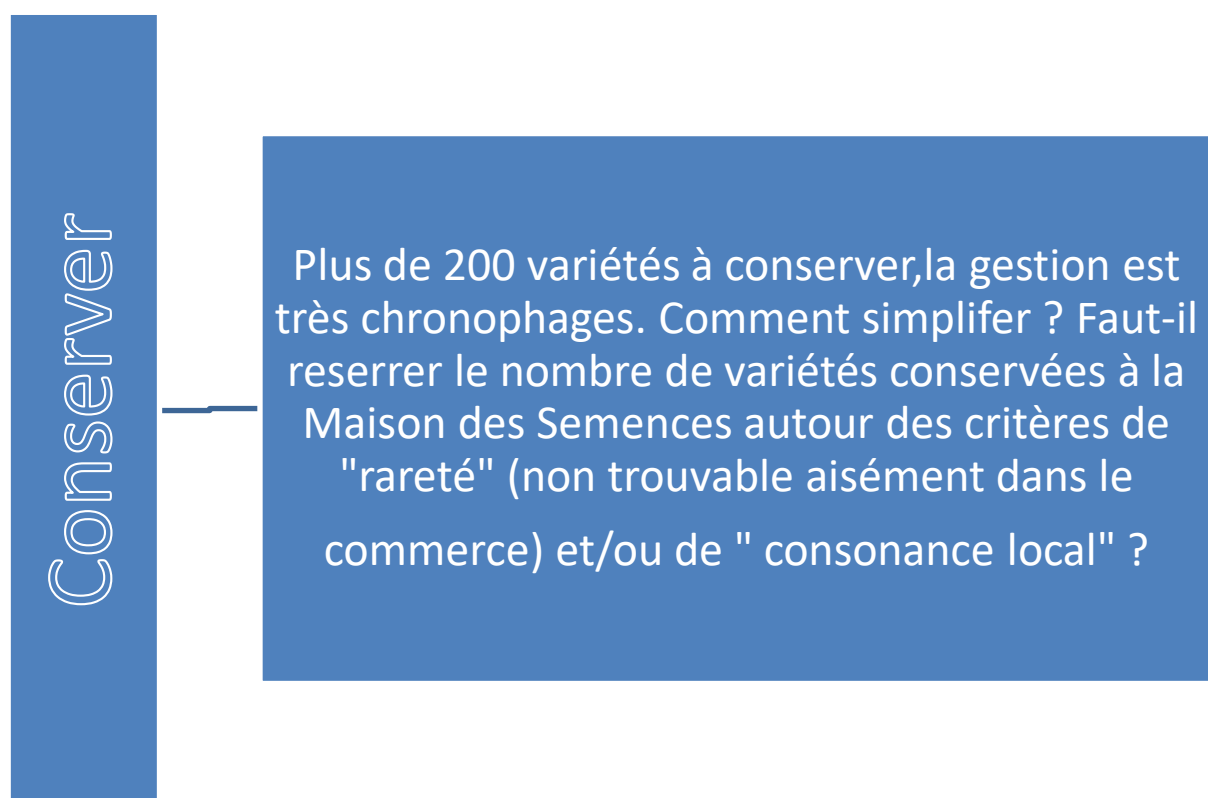 Conserver
Plus de 200 variétés à conserver,la gestion est
très chronophages. Comment simplifer ? Faut-il
reserrer le nombre de variétés conservées à la
Maison des Semences autour des critères de
"rareté" (non trouvable aisément dans le
commerce) et/ou de " consonance local" ?